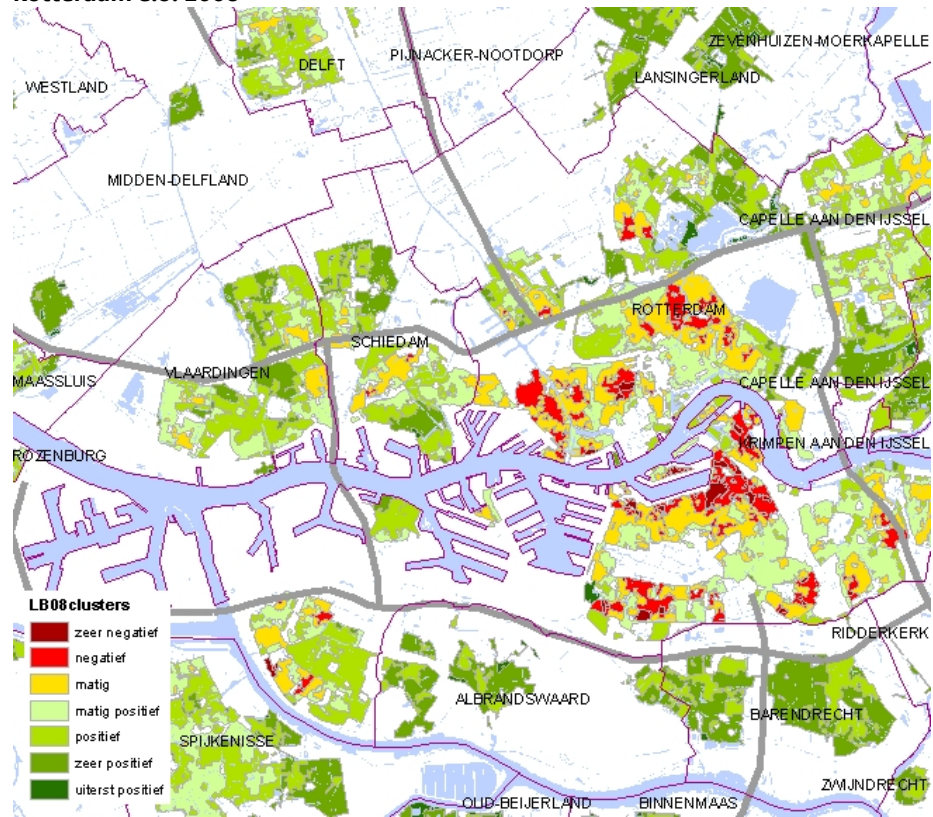 Rotterdam e.o. 2008
WESTLAND
DELFT
PIJNACKER-NOOTDORP
ZEVENHUIZEN-MOERKAPELLE
LANSINGERLAND
MIDDEN-DELFLAND
CAPELLE AAN DEN IJSSEL
ROTTERDAM
SCHIEDAM
MAASSLUIS
VLAARDINGEN
CAPELLE AAN DEN IJSSEL
ROZENBURG
KRIMPEN AAN DEN IJSSEL
LB08clusters
zeer negatief
negatief
matig
matig positief
positief
zeer positief
uiterst positief
RIDDERKERK
ALBRANDSWAARD
BARENDRECHT
SPIJKENISSE
ZWIJNDRECHT
OUD-BEIJERLAND
BINNENMAAS